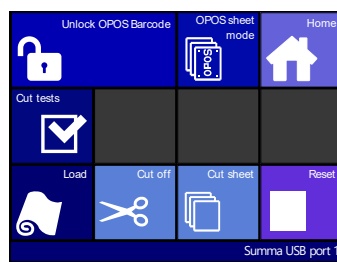 Unlock OPOS Barcode
OPOS sheet
mode
Home
OPOS
Cut tests
Load
Cut off
Cut sheet
Reset
Summa USB port 1